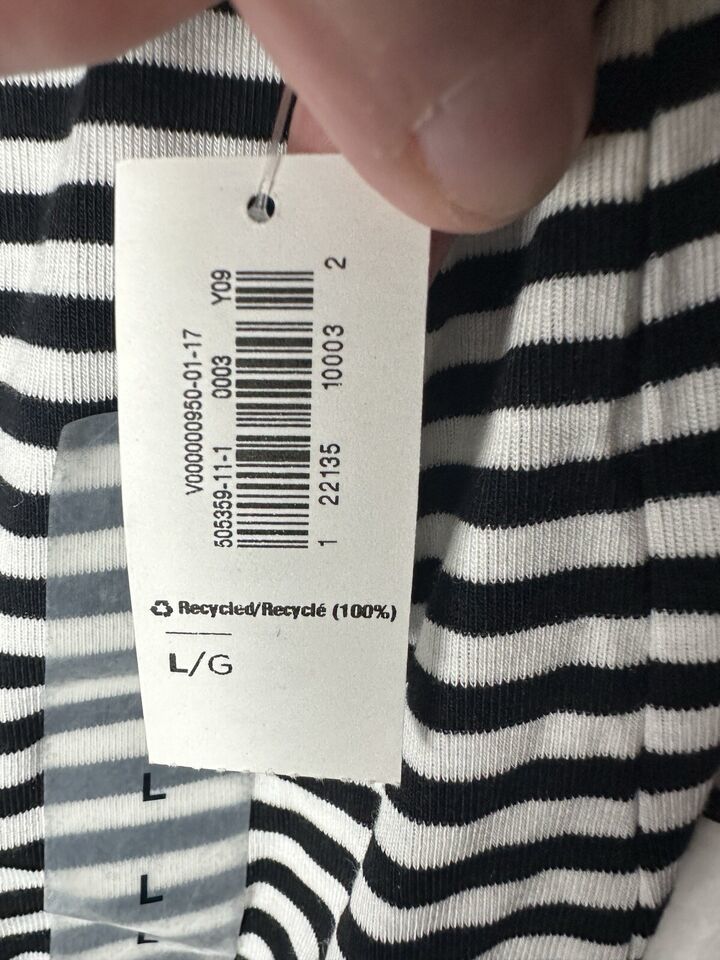 V000000950-01-17
505359-11-1 0003 Y09
1 22135 10003 2
Recycled/Recyclé (100%)
L/G
L
L